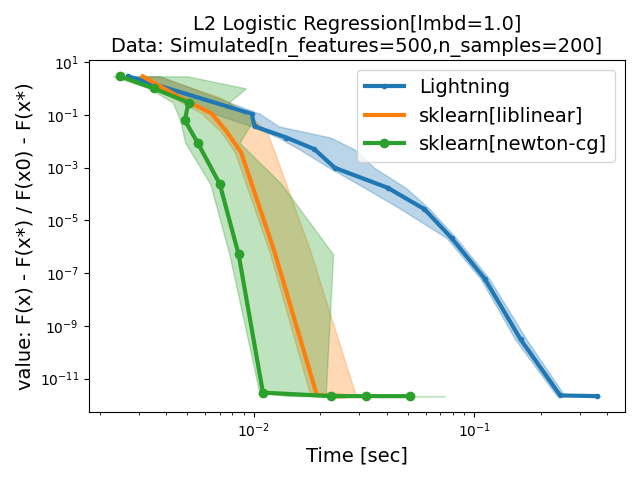 L2 Logistic Regression[lmbd=1.0]
Data: Simulated[n_features=500,n_samples=200]
value: F(x) - F(x*) / F(x0) - F(x*)
10¹
10⁻¹
10⁻³
10⁻⁵
10⁻⁷
10⁻⁹
10⁻¹¹
Lightning
sklearn[liblinear]
sklearn[newton-cg]
10⁻² 10⁻¹
Time [sec]